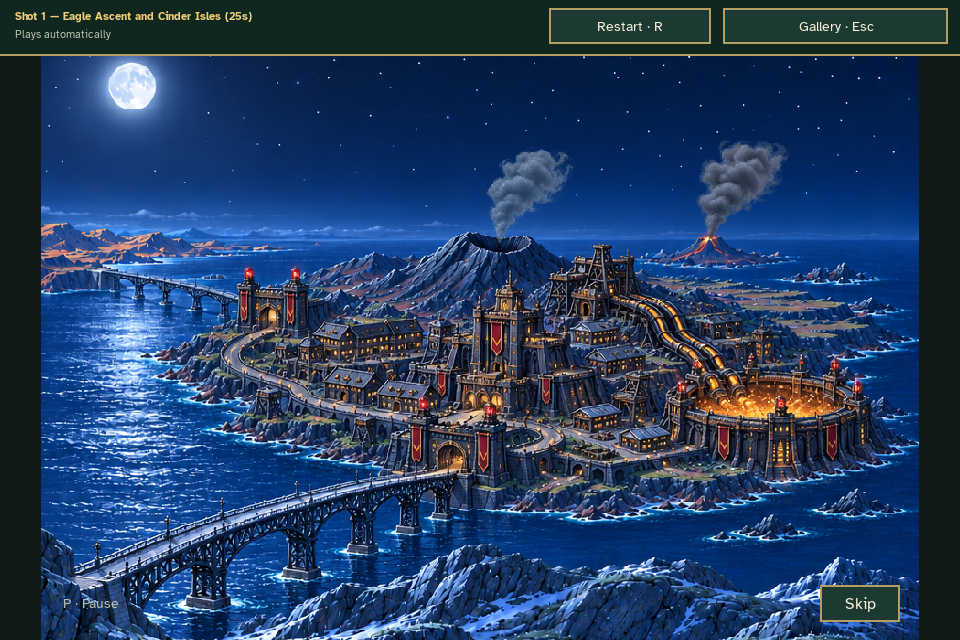 Shot 1 — Eagle Ascent and Cinder Isles (25s)
Plays automatically
Restart · R
Gallery · Esc
P · Pause
Skip